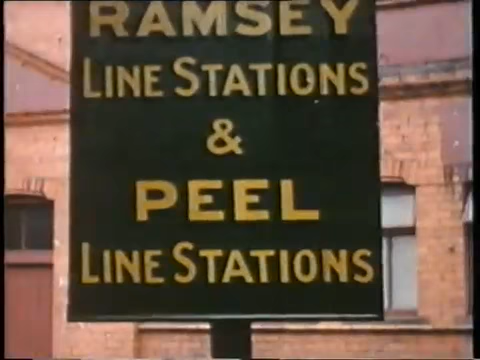 RAMSEY
LINE STATIONS
&
PEEL
LINE STATIONS